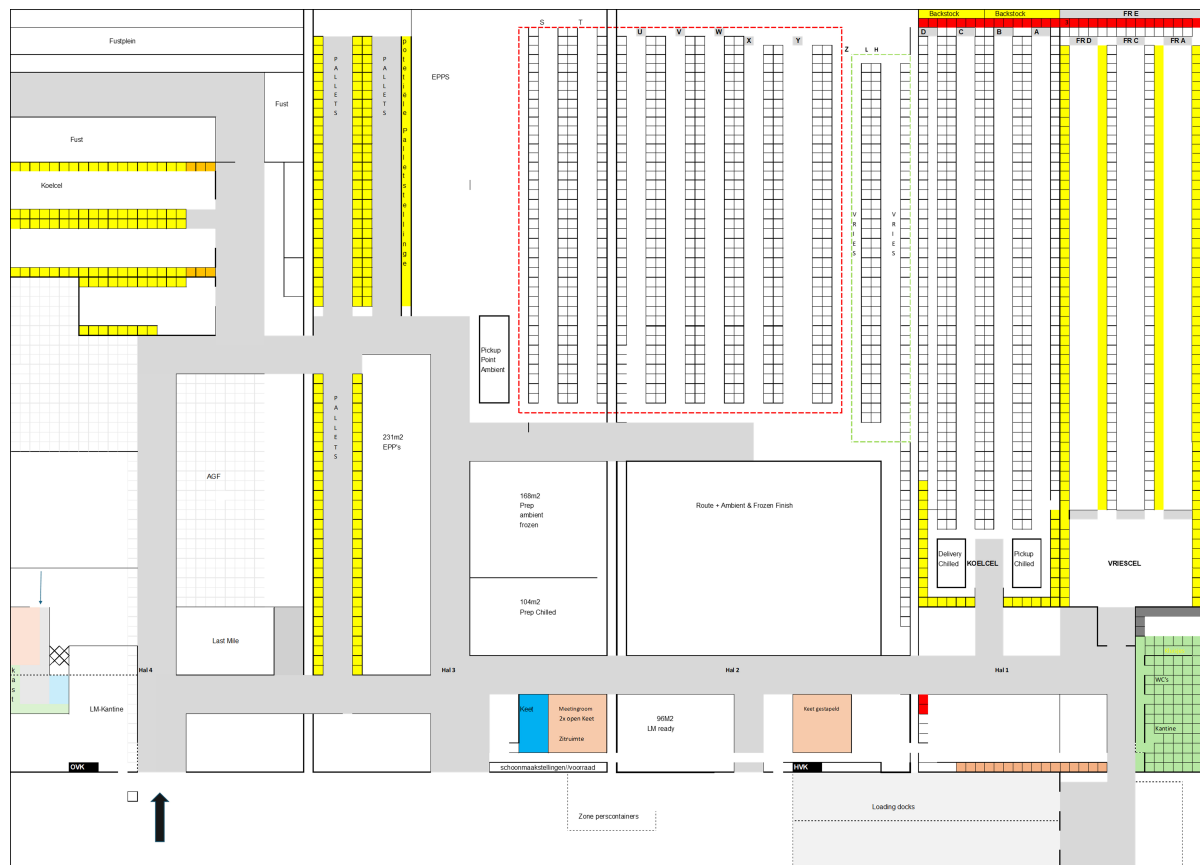 Backstock
Backstock
FR E
S
T
U
V
W
X
Y
Z
L H
D
C
B
A
FR D
FR C
FR A
Fustplein
Fust
Fust
Koelcel
PALLETS
PALLETS
potetiële Palletstellinge
EPPS
VRIES
VRIES
Pickup
Point
Ambient
PALLETS
231m2
EPP's
AGF
168m2
Prep
ambient
frozen
Route + Ambient & Frozen Finish
Delivery
Chilled
KOELCEL
Pickup
Chilled
VRIESCEL
104m2
Prep Chilled
Last Mile
Hal 4
Hal 3
Hal 2
Hal 1
kast
LM-Kantine
Keet
Meetingroom
2x open Keet
Zitruimte
96M2
LM ready
Keet gestapeld
WC's
Kantine
OVK
schoonmaakstellingen//voorraad
HVK
Zone perscontainers
Loading docks